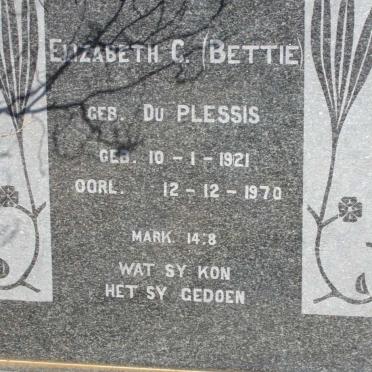 ELIZABETH C. (BETTIE)
GEB. DU PLESSIS
GEB. 10-1-1921
OORL. 12-12-1970
MARK. 14:8
WAT SY KON
HET SY GEDOEN